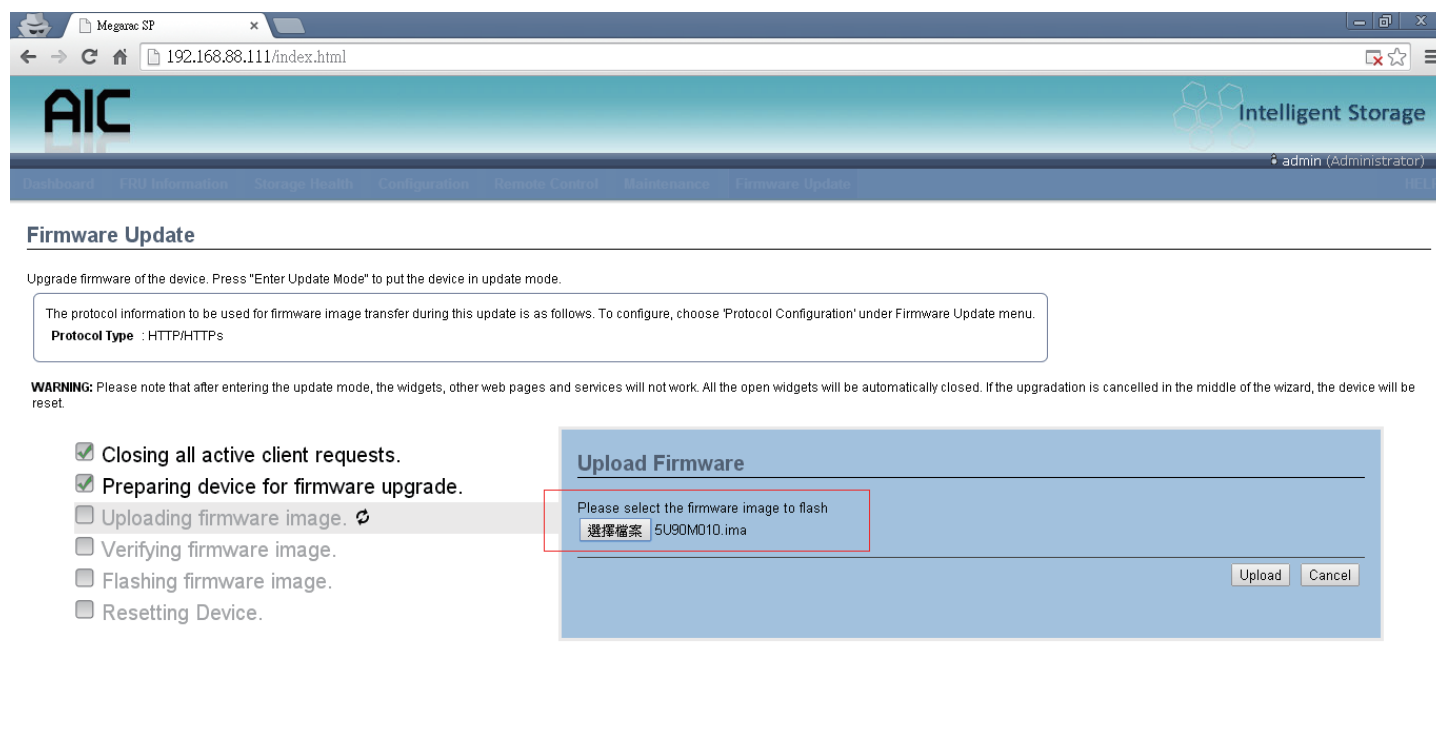 Megarac SP
192.168.88.111/index.html
AIC
Intelligent Storage
admin (Administrator)
Dashboard FRU Information Storage Health Configuration Remote Control Maintenance Firmware Update HELP
Firmware Update
Upgrade firmware of the device. Press "Enter Update Mode" to put the device in update mode.
The protocol information to be used for firmware image transfer during this update is as follows. To configure, choose 'Protocol Configuration' under Firmware Update menu.
Protocol Type : HTTP/HTTPs
WARNING: Please note that after entering the update mode, the widgets, other web pages and services will not work. All the open widgets will be automatically closed. If the upgradation is cancelled in the middle of the wizard, the device will be
reset.
Closing all active client requests.
Preparing device for firmware upgrade.
Uploading firmware image.
Verifying firmware image.
Flashing firmware image.
Resetting Device.
Upload Firmware
Please select the firmware image to flash
選擇檔案 5U90M010.ima
Upload Cancel